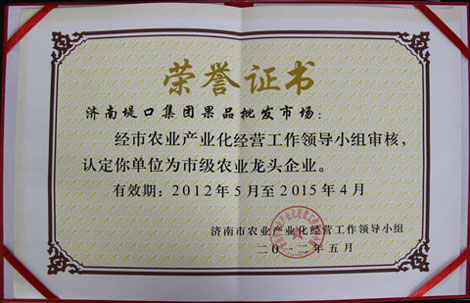 荣誉证书
济南堤口集团果品批发市场：
经市农业产业化经营工作领导小组审核，
认定你单位为市级农业龙头企业。
有效期：2012年5月至2015年4月
济南市农业产业化经营工作领导小组
二〇一二年五月